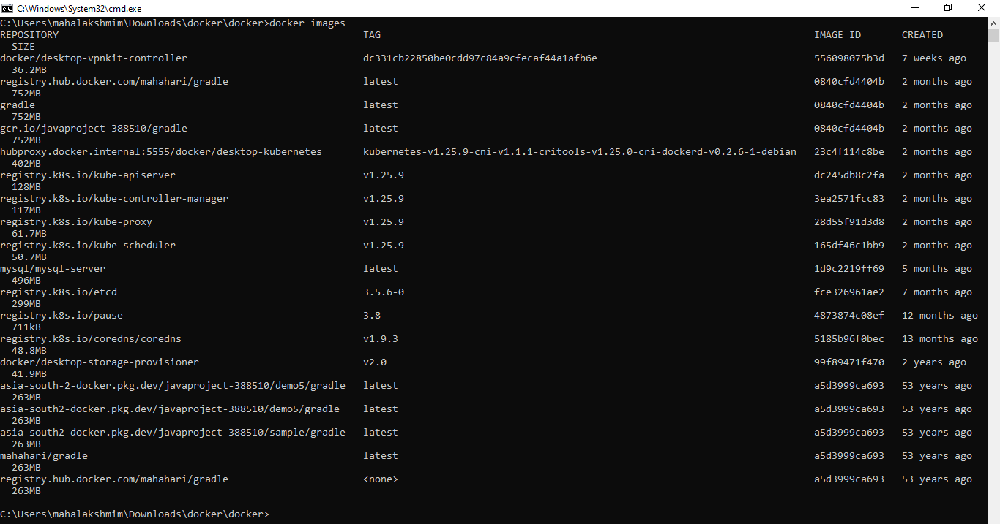 C:\Windows\System32\cmd.exe
C:\Users\mahalakshmim\Downloads\docker\docker>docker images
REPOSITORY TAG IMAGE ID CREATED
SIZE
docker/desktop-vpnkit-controller dc331cb22850be0cdd97c84a9cfecaf44a1afb6e 556098075b3d 7 weeks ago
36.2MB
registry.hub.docker.com/mahahari/gradle latest 0840cfd4404b 2 months ago
752MB
gradle latest 0840cfd4404b 2 months ago
752MB
gcr.io/javaproject-388510/gradle latest 0840cfd4404b 2 months ago
752MB
hubproxy.docker.internal:5555/docker/desktop-kubernetes kubernetes-v1.25.9-cni-v1.1.1-critools-v1.25.0-cri-dockerd-v0.2.6-1-debian 23c4f114c8be 2 months ago
402MB
registry.k8s.io/kube-apiserver v1.25.9 dc245db8c2fa 2 months ago
128MB
registry.k8s.io/kube-controller-manager v1.25.9 3ea2571fcc83 2 months ago
117MB
registry.k8s.io/kube-proxy v1.25.9 28d55f91d3d8 2 months ago
61.7MB
registry.k8s.io/kube-scheduler v1.25.9 165df46c1bb9 2 months ago
50.7MB
mysql/mysql-server latest 1d9c2219ff69 5 months ago
496MB
registry.k8s.io/etcd 3.5.6-0 fce326961ae2 7 months ago
299MB
registry.k8s.io/pause 3.8 4873874c08ef 12 months ago
711kB
registry.k8s.io/coredns/coredns v1.9.3 5185b96f0bec 13 months ago
48.8MB
docker/desktop-storage-provisioner v2.0 99f89471f470 2 years ago
41.9MB
asia-south-2-docker.pkg.dev/javaproject-388510/demo5/gradle latest a5d3999ca693 53 years ago
263MB
asia-south2-docker.pkg.dev/javaproject-388510/demo5/gradle latest a5d3999ca693 53 years ago
263MB
asia-south2-docker.pkg.dev/javaproject-388510/sample/gradle latest a5d3999ca693 53 years ago
263MB
mahahari/gradle latest a5d3999ca693 53 years ago
263MB
registry.hub.docker.com/mahahari/gradle <none> a5d3999ca693 53 years ago
263MB
C:\Users\mahalakshmim\Downloads\docker\docker>